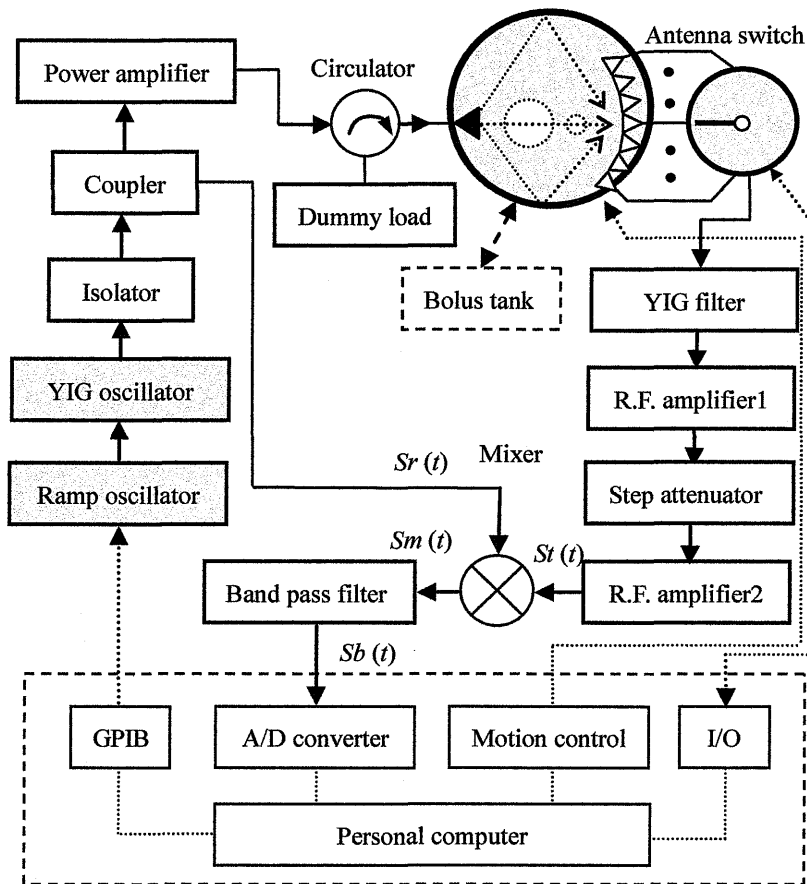 Antenna switch
Power amplifier
Circulator
Coupler
Dummy load
Isolator
Bolus tank
YIG filter
YIG oscillator
R.F. amplifier1
Sr (t)
Mixer
Ramp oscillator
Step attenuator
Sm (t)
St (t)
Band pass filter
R.F. amplifier2
Sb (t)
GPIB
A/D converter
Motion control
I/O
Personal computer